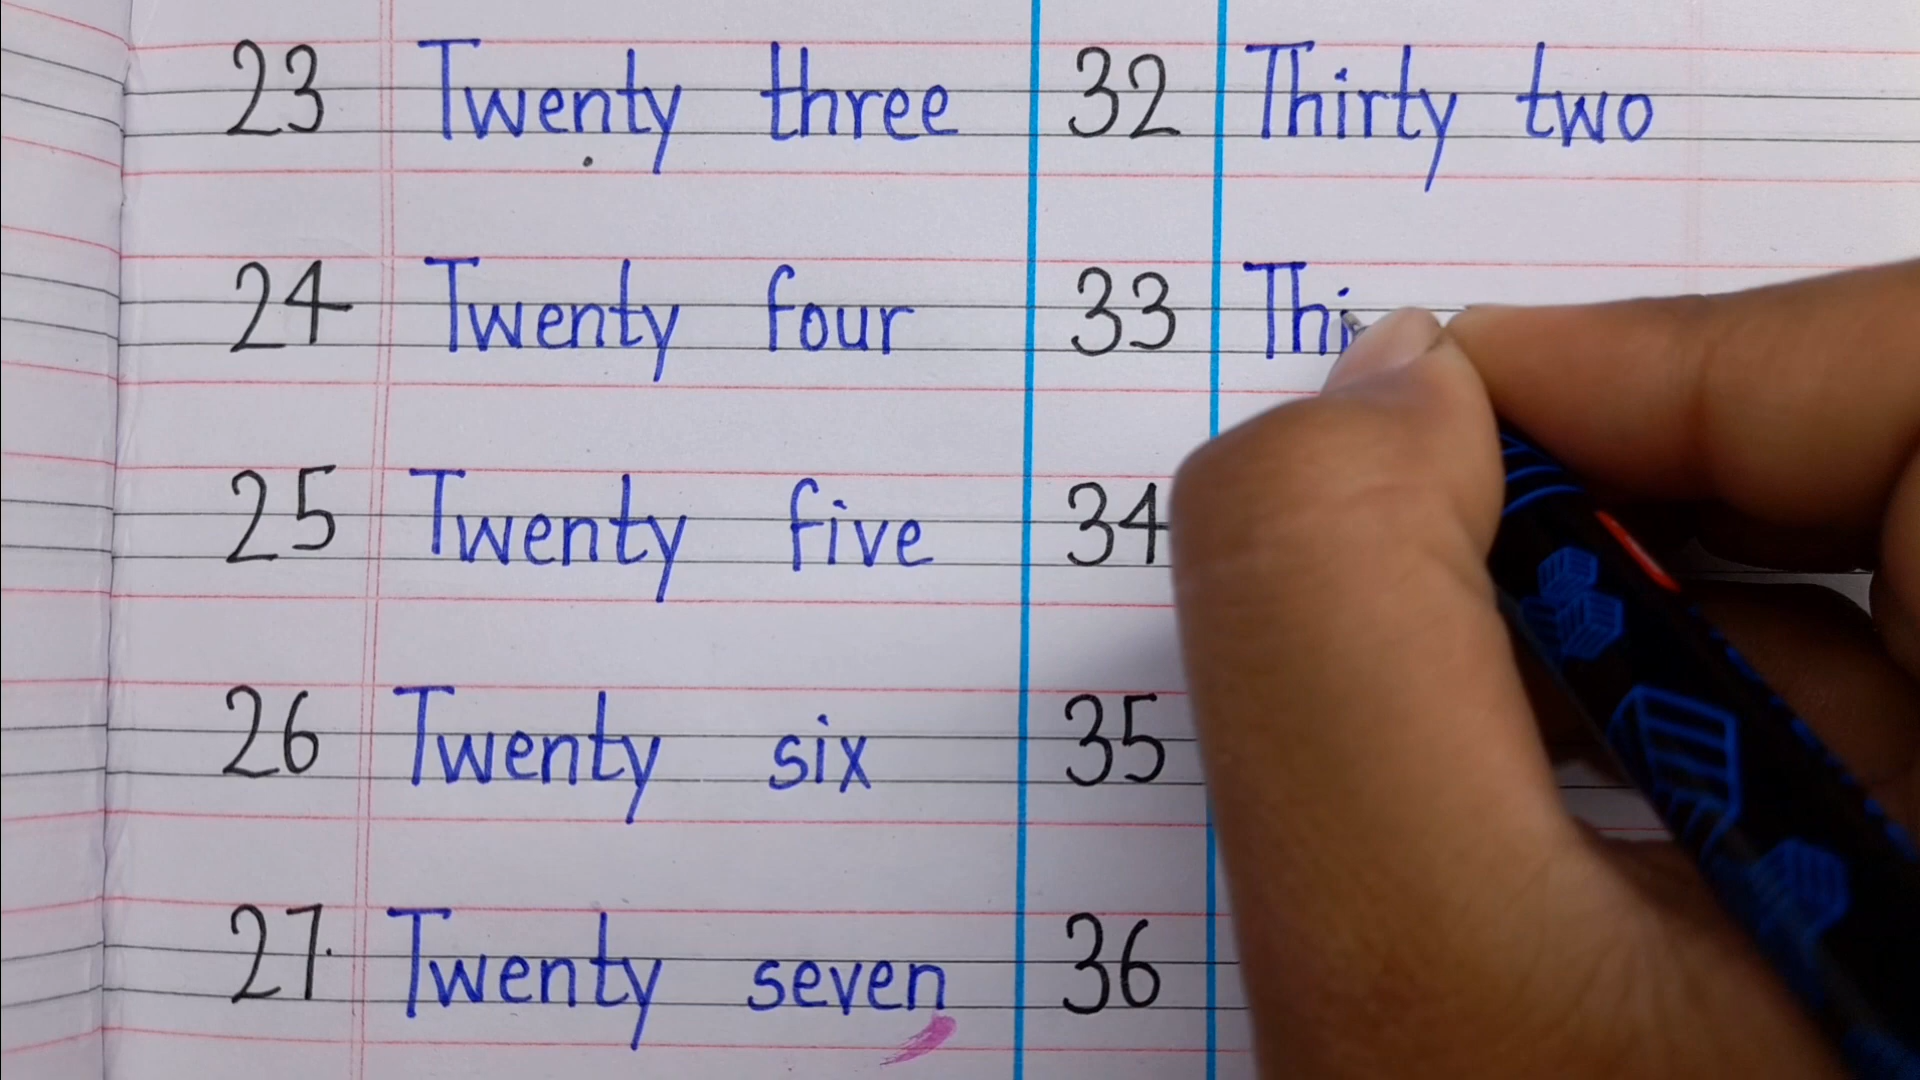 23 Twenty three 32 Thirty two
24 Twenty four 33 Thi
25 Twenty five 34
26 Twenty six 35
27 Twenty seven 36